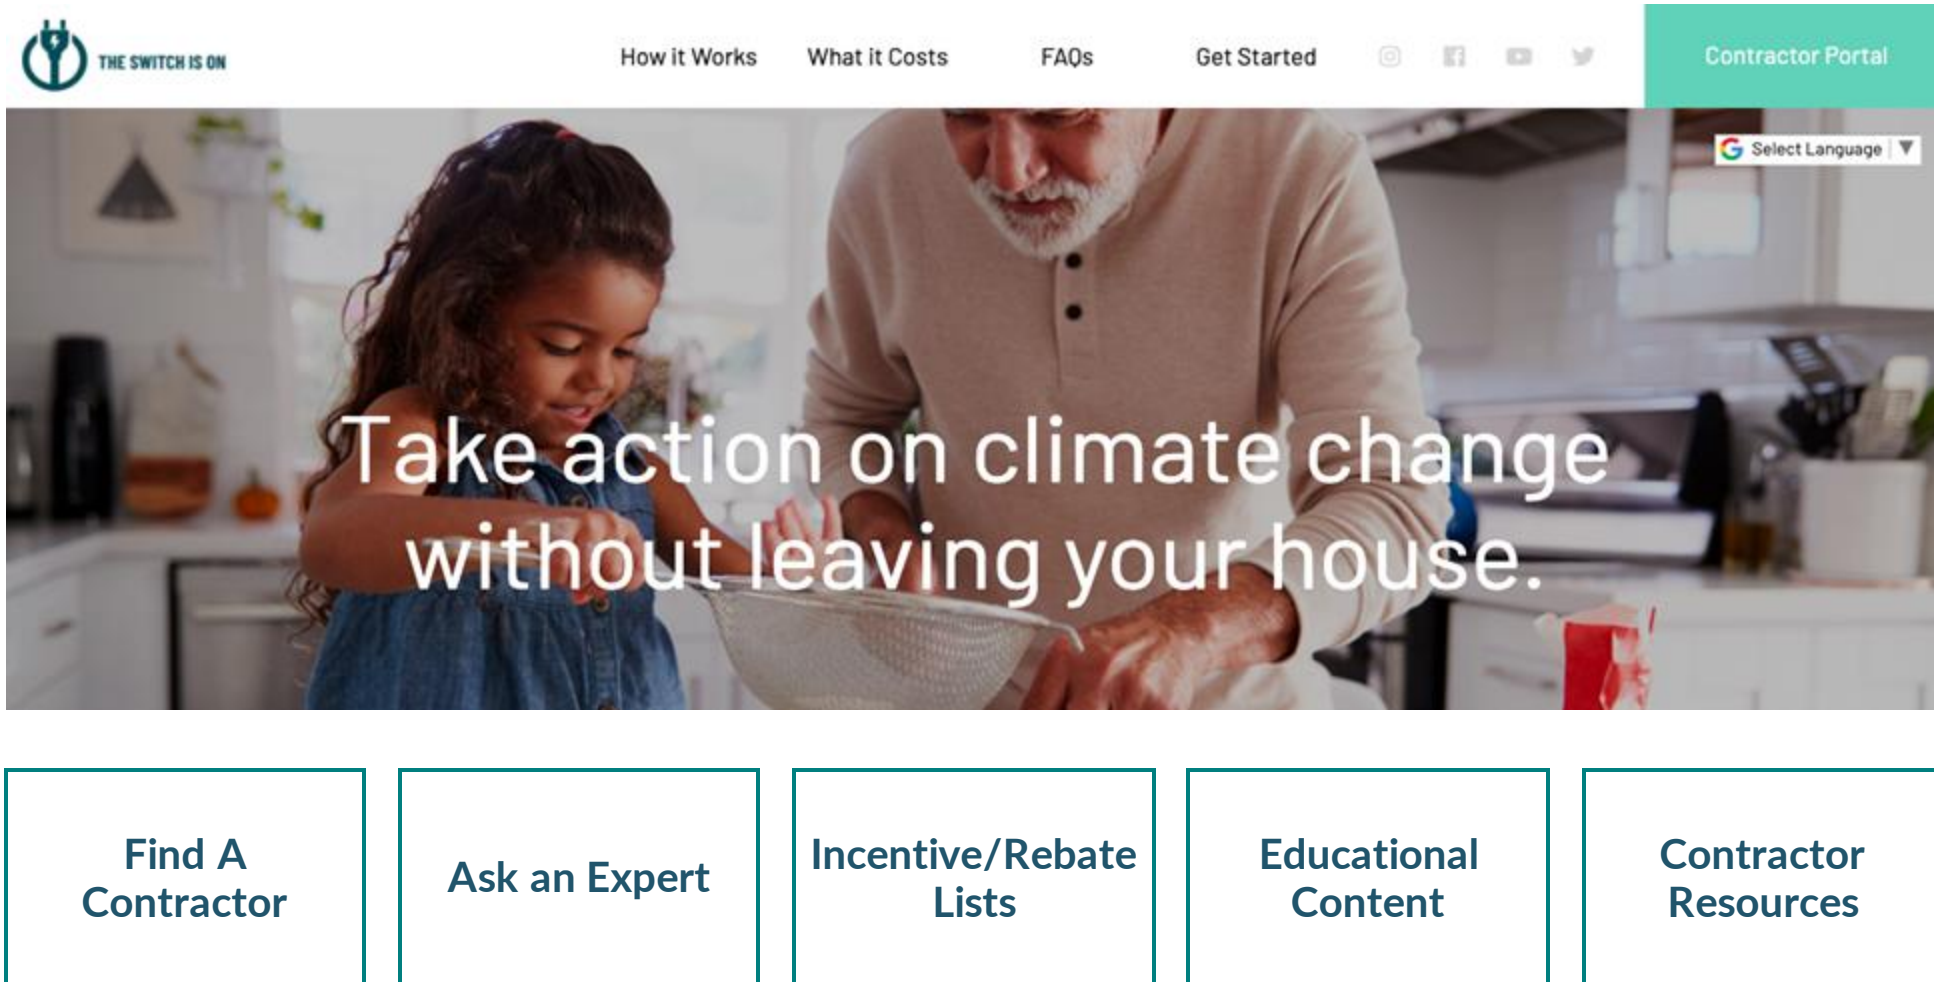 THE SWITCH IS ON
How it Works
What it Costs
FAQs
Get Started
Contractor Portal
Select Language
Take action on climate change
without leaving your house.
Find A
Contractor
Ask an Expert
Incentive/Rebate
Lists
Educational
Content
Contractor
Resources